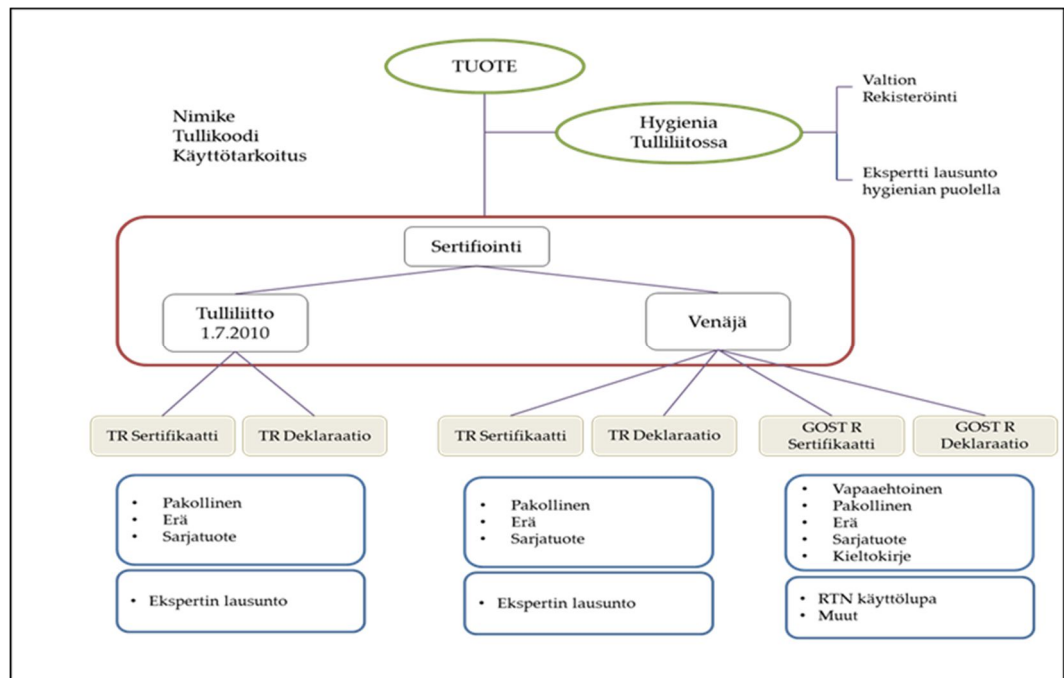 TUOTE
Valtion
Rekisteröinti
Nimike
Tullikoodi
Käyttötarkoitus
Hygienia
Tulliliitossa
Ekspertti lausunto
hygienian puolella
Sertifiointi
Tulliliitto
1.7.2010
Venäjä
TR Sertifikaatti
TR Deklaraatio
TR Sertifikaatti
TR Deklaraatio
GOST R
Sertifikaatti
GOST R
Deklaraatio
• Pakollinen
• Erä
• Sarjatuote
• Pakollinen
• Erä
• Sarjatuote
• Vapaaehtoinen
• Pakollinen
• Erä
• Sarjatuote
• Kieltokirje
• Ekspertin lausunto
• Ekspertin lausunto
• RTN käyttölupa
• Muut